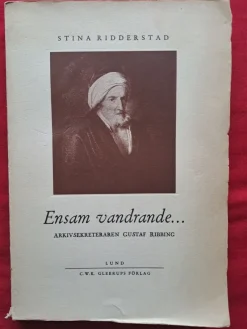 STINA RIDDERSTAD
Ensam vandrande...
ARKIVSEKRETERAREN GUSTAF RIBBING
LUND
C.W.K. GLEERUPS FÖRLAG